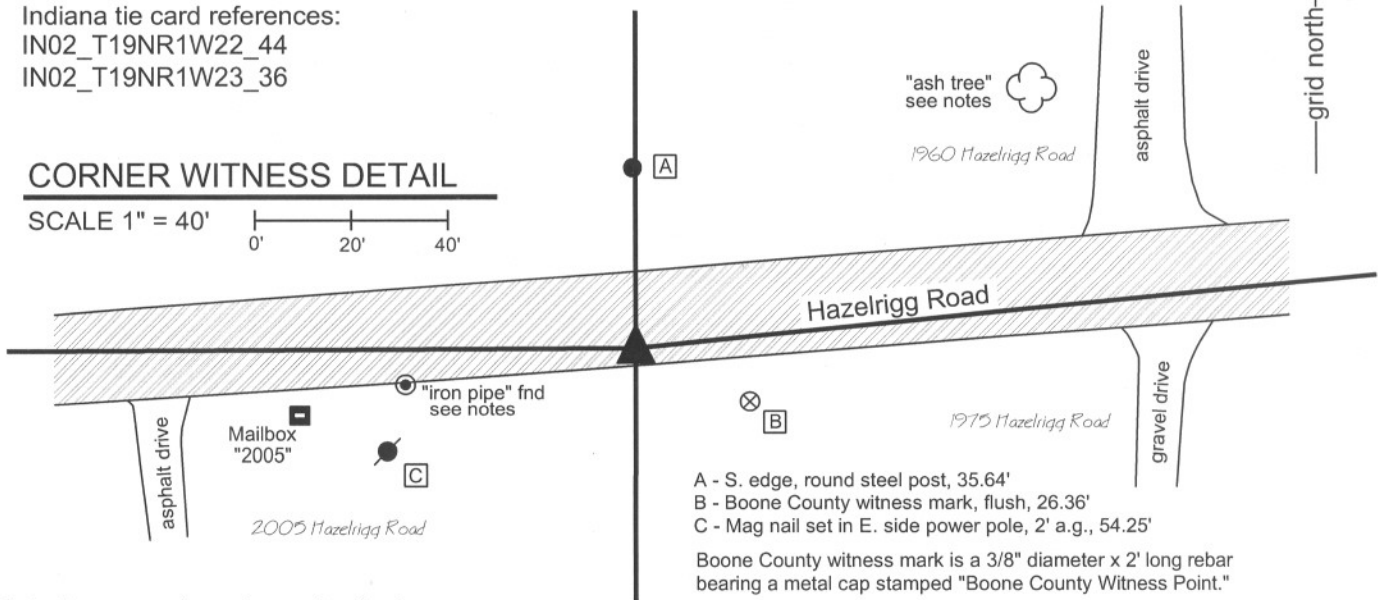 Indiana tie card references:
IN02_T19NR1W22_44
IN02_T19NR1W23_36
CORNER WITNESS DETAIL
SCALE 1" = 40'
0' 20' 40'
A
"ash tree"
see notes
1960 Hazelrigg Road
asphalt drive
grid north
Hazelrigg Road
"iron pipe" fnd
see notes
Mailbox
"2005"
asphalt drive
C
2005 Hazelrigg Road
B
1975 Hazelrigg Road
gravel drive
A - S. edge, round steel post, 35.64'
B - Boone County witness mark, flush, 26.36'
C - Mag nail set in E. side power pole, 2' a.g., 54.25'
Boone County witness mark is a 3/8" diameter x 2' long rebar
bearing a metal cap stamped "Boone County Witness Point."